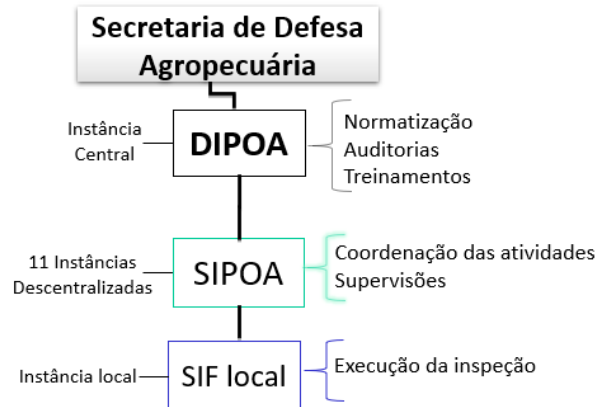 Secretaria de Defesa
Agropecuária
Instância
Central
DIPOA
Normatização
Auditorias
Treinamentos
11 Instâncias
Descentralizadas
SIPOA
Coordenação das atividades
Supervisões
Instância local
SIF local
Execução da inspeção